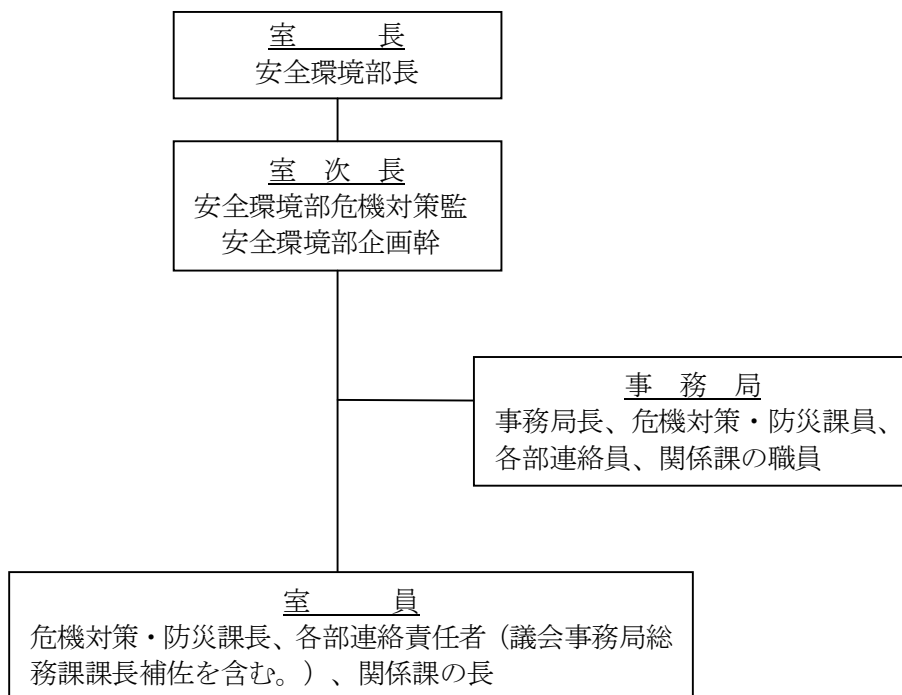 室　　　長
安全環境部長
室　次　長
安全環境部危機対策監
安全環境部企画幹
事　務　局
事務局長、危機対策・防災課員、
各部連絡員、関係課の職員
室　　　員
危機対策・防災課長、各部連絡責任者（議会事務局総
務課課長補佐を含む。）、関係課の長